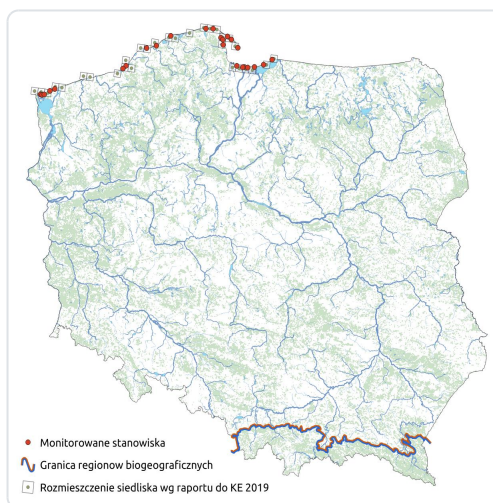 Monitorowane stanowiska
Granica regionow biogeograficznych
Rozmieszczenie siedliska wg raportu do KE 2019